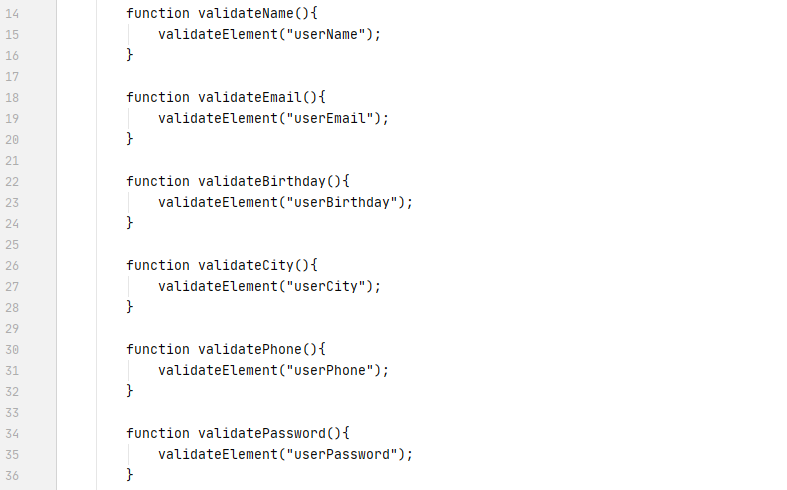 14 function validateName(){
15 validateElement("userName");
16 }
17
18 function validateEmail(){
19 validateElement("userEmail");
20 }
21
22 function validateBirthday(){
23 validateElement("userBirthday");
24 }
25
26 function validateCity(){
27 validateElement("userCity");
28 }
29
30 function validatePhone(){
31 validateElement("userPhone");
32 }
33
34 function validatePassword(){
35 validateElement("userPassword");
36 }